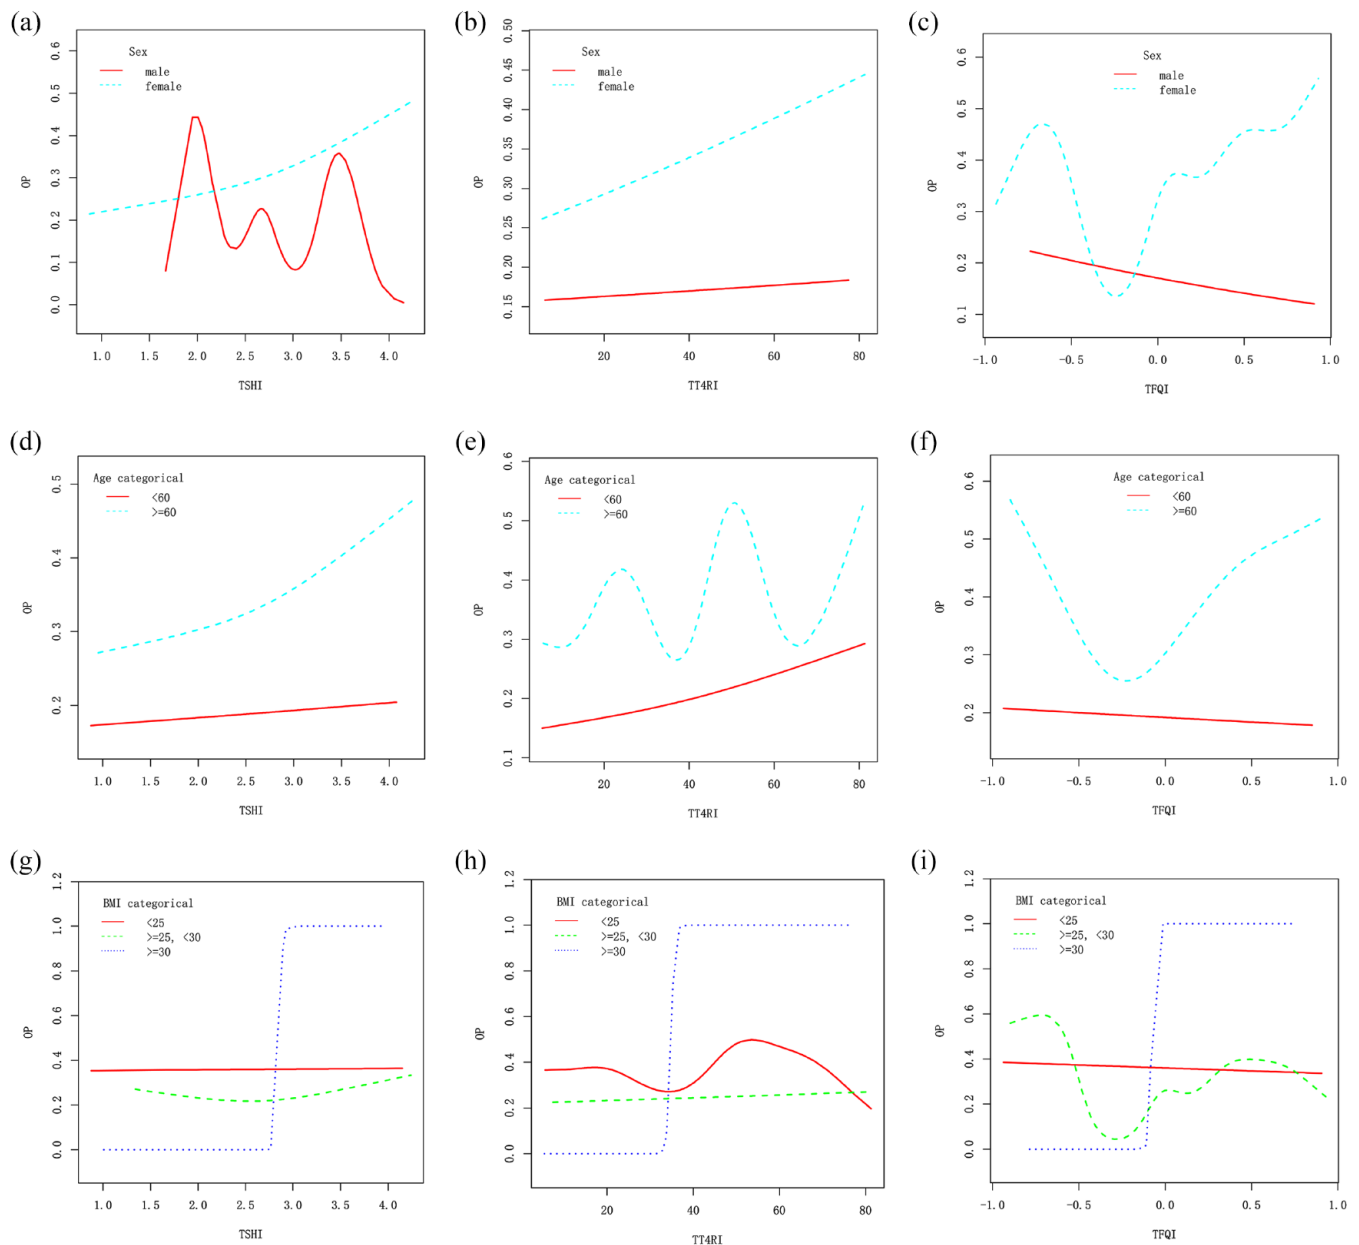 (a)
Sex
male
female
OP
0.0 0.1 0.2 0.3 0.4 0.5 0.6
1.0 1.5 2.0 2.5 3.0 3.5 4.0
TSHI
(b)
Sex
male
female
OP
0.15 0.20 0.25 0.30 0.35 0.40 0.45 0.50
20 40 60 80
TT4RI
(c)
Sex
male
female
OP
0.1 0.2 0.3 0.4 0.5 0.6
-1.0 -0.5 0.0 0.5 1.0
TFQI
(d)
Age categorical
<60
>=60
OP
0.2 0.3 0.4 0.5
1.0 1.5 2.0 2.5 3.0 3.5 4.0
TSHI
(e)
Age categorical
<60
>=60
OP
0.1 0.2 0.3 0.4 0.5 0.6
20 40 60 80
TT4RI
(f)
Age categorical
<60
>=60
OP
0.2 0.3 0.4 0.5 0.6
-1.0 -0.5 0.0 0.5 1.0
TFQI
(g)
BMI categorical
<25
>=25, <30
>=30
OP
0.0 0.2 0.4 0.6 0.8 1.0 1.2
1.0 1.5 2.0 2.5 3.0 3.5 4.0
TSHI
(h)
BMI categorical
<25
>=25, <30
>=30
OP
0.0 0.2 0.4 0.6 0.8 1.0 1.2
20 40 60 80
TT4RI
(i)
BMI categorical
<25
>=25, <30
>=30
OP
0.0 0.2 0.4 0.6 0.8 1.0 1.2
-1.0 -0.5 0.0 0.5 1.0
TFQI